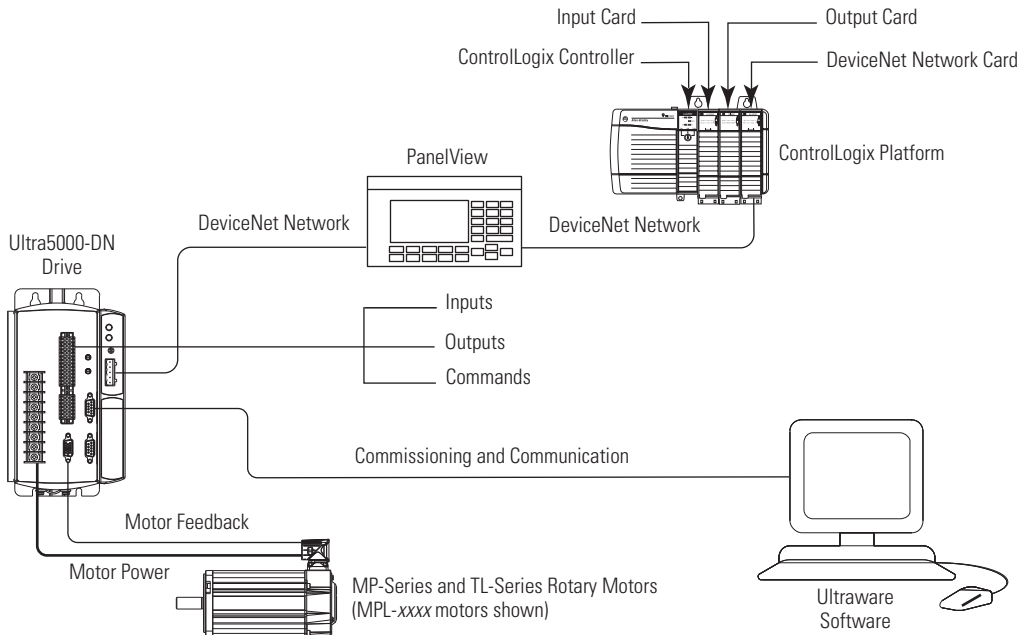 Input Card
Output Card
ControlLogix Controller
DeviceNet Network Card
PanelView
ControlLogix Platform
DeviceNet Network
DeviceNet Network
Ultra5000-DN
Drive
Inputs
Outputs
Commands
Commissioning and Communication
Motor Feedback
Motor Power
MP-Series and TL-Series Rotary Motors
(MPL-xxxx motors shown)
Ultraware
Software